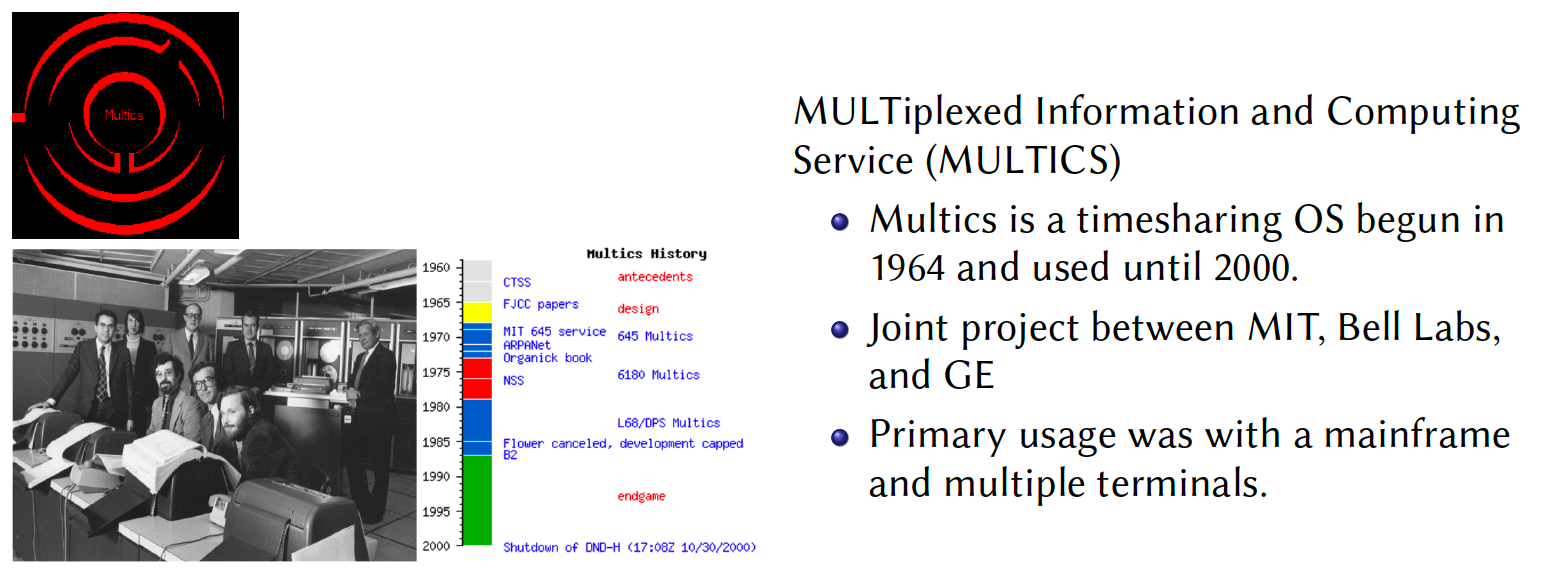 Multics
Multics History
1960
1965
1970
1975
1980
1985
1990
1995
2000
CTSS
FJCC papers
MIT 645 service
ARPANet
Organick book
NSS
Flower canceled, development capped
B2
Shutdown of DND-H (17:08Z 10/30/2000)
antecedents
design
645 Multics
6180 Multics
L68/DPS Multics
endgame
MULTiplexed Information and Computing
Service (MULTICS)
Multics is a timesharing OS begun in
1964 and used until 2000.
Joint project between MIT, Bell Labs,
and GE
Primary usage was with a mainframe
and multiple terminals.